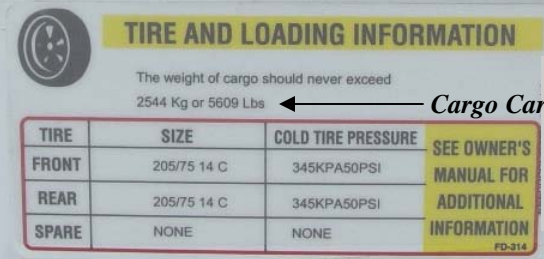 TIRE AND LOADING INFORMATION
The weight of cargo should never exceed
2544 Kg or 5609 Lbs
Cargo Car
TIRE SIZE COLD TIRE PRESSURE
FRONT 205/75 14 C 345KPA50PSI
REAR 205/75 14 C 345KPA50PSI
SPARE NONE NONE
SEE OWNER'S
MANUAL FOR
ADDITIONAL
INFORMATION
FD-314